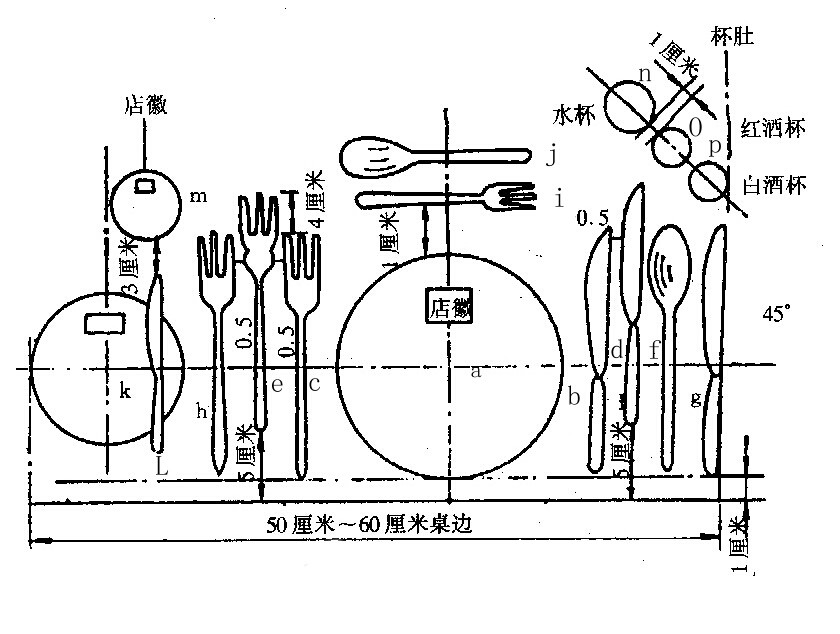 杯肚
1厘米
n
店徽
水杯
O
红酒杯
p
白酒杯
j
m
4厘米
i
0.5
1厘米
3厘米
店徽
45°
0.5
0.5
k
h
e
c
a
b
d
f
g
L
5厘米
5厘米
50厘米~60厘米桌边
1厘米